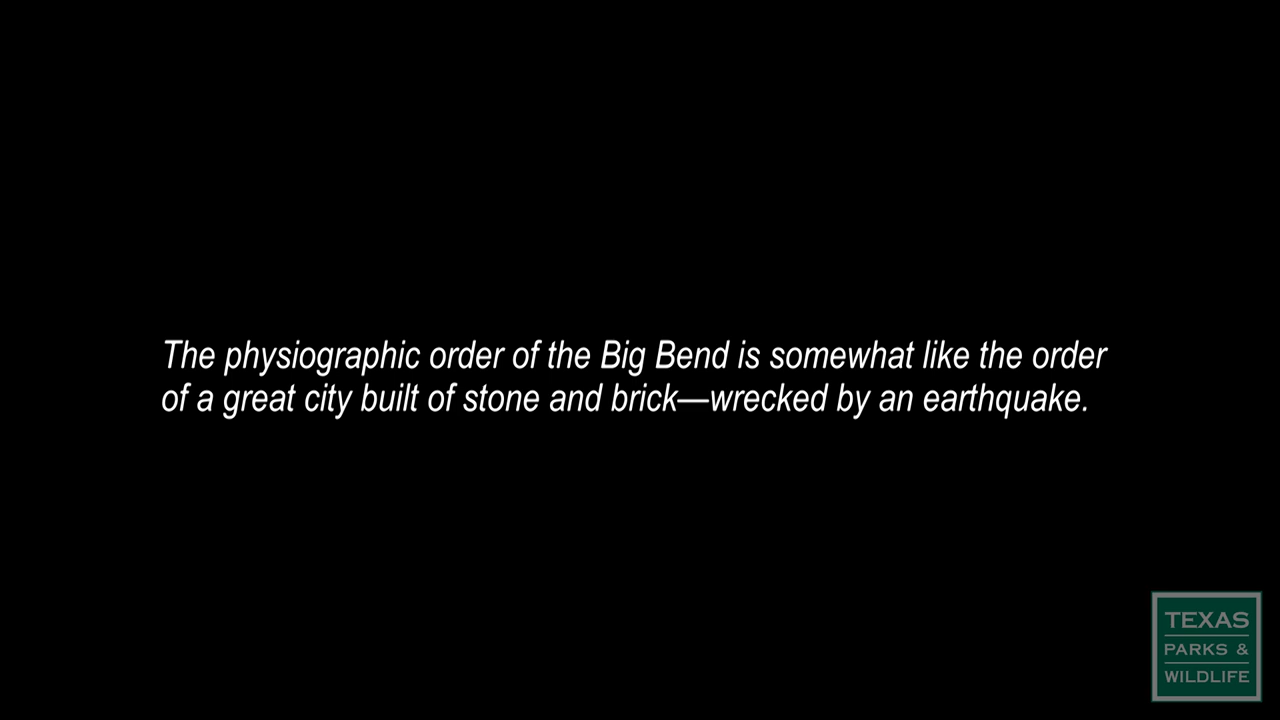 The physiographic order of the Big Bend is somewhat like the order
of a great city built of stone and brick—wrecked by an earthquake.
TEXAS
PARKS &
WILDLIFE